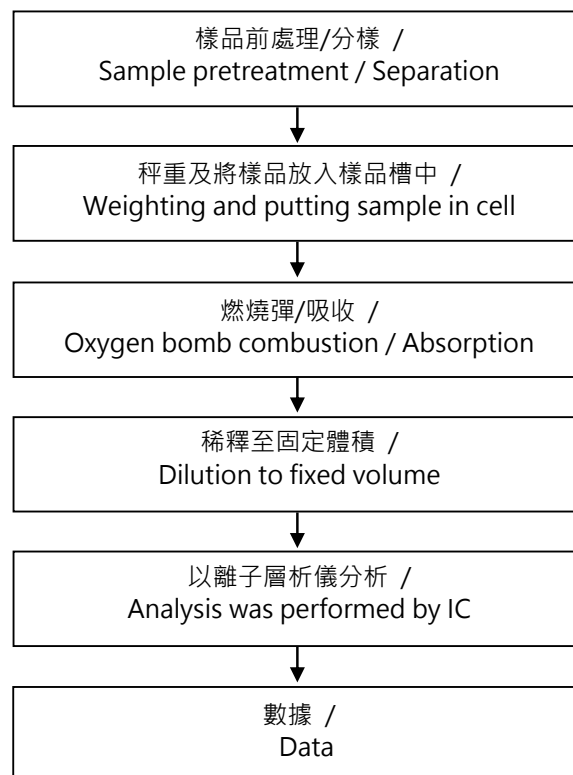 樣品前處理/分樣 /
Sample pretreatment / Separation
秤重及將樣品放入樣品槽中 /
Weighting and putting sample in cell
燃燒彈/吸收 /
Oxygen bomb combustion / Absorption
稀釋至固定體積 /
Dilution to fixed volume
以離子層析儀分析 /
Analysis was performed by IC
數據 /
Data